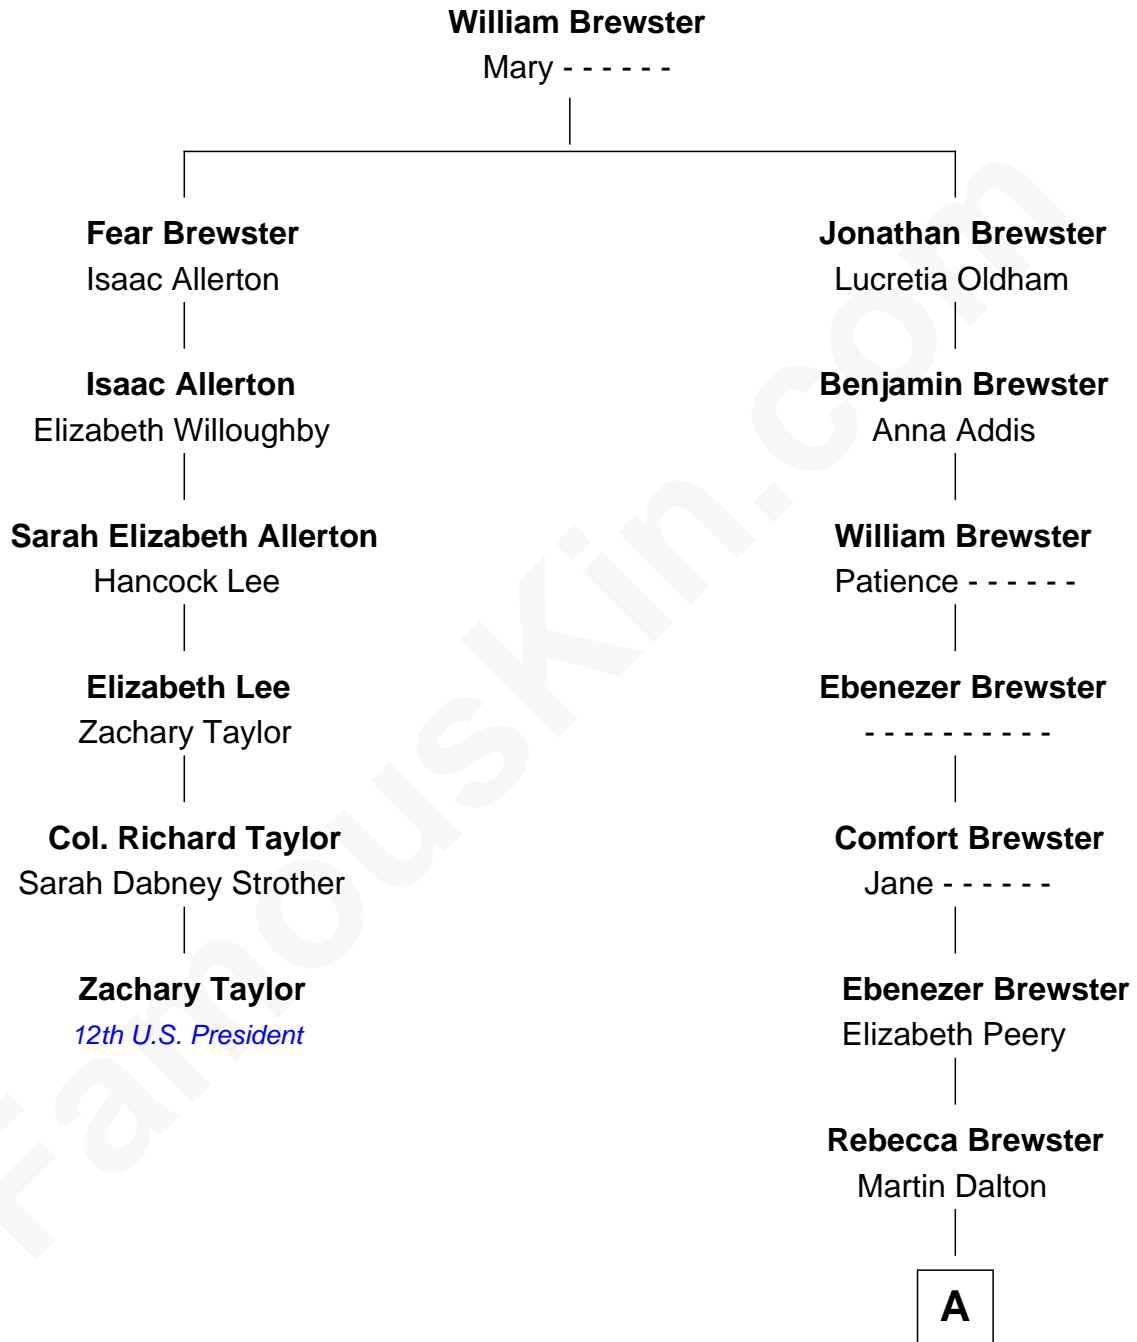 William Brewster
Mary - - - - - -
Fear Brewster
Isaac Allerton
Isaac Allerton
Elizabeth Willoughby
Sarah Elizabeth Allerton
Hancock Lee
Elizabeth Lee
Zachary Taylor
Col. Richard Taylor
Sarah Dabney Strother
Zachary Taylor
12th U.S. President
Jonathan Brewster
Lucretia Oldham
Benjamin Brewster
Anna Addis
William Brewster
Patience - - - - - -
Ebenezer Brewster
- - - - - - - - - -
Comfort Brewster
Jane - - - - - -
Ebenezer Brewster
Elizabeth Peery
Rebecca Brewster
Martin Dalton
A
FamousKin.com